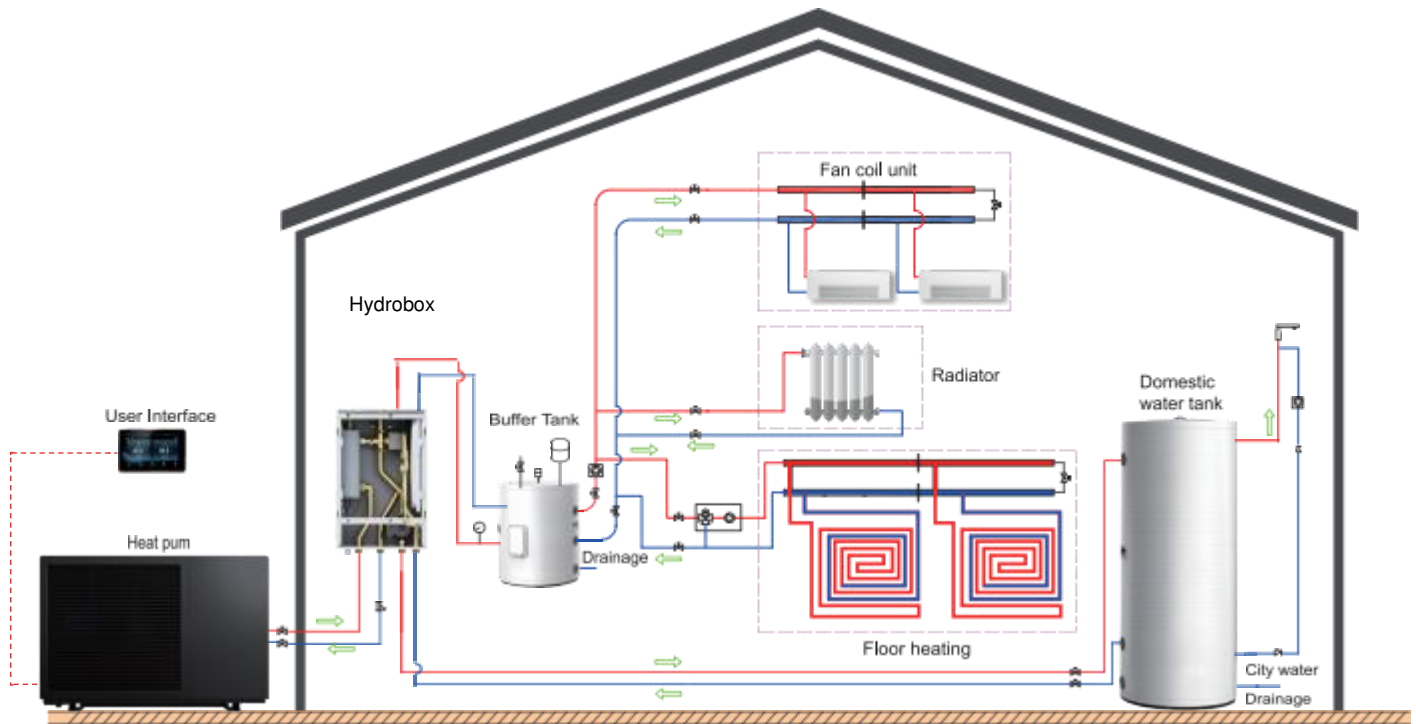 Fan coil unit
Hydrobox
Radiator
Domestic
water tank
User Interface
Buffer Tank
Heat pum
Drainage
Floor heating
City water
Drainage